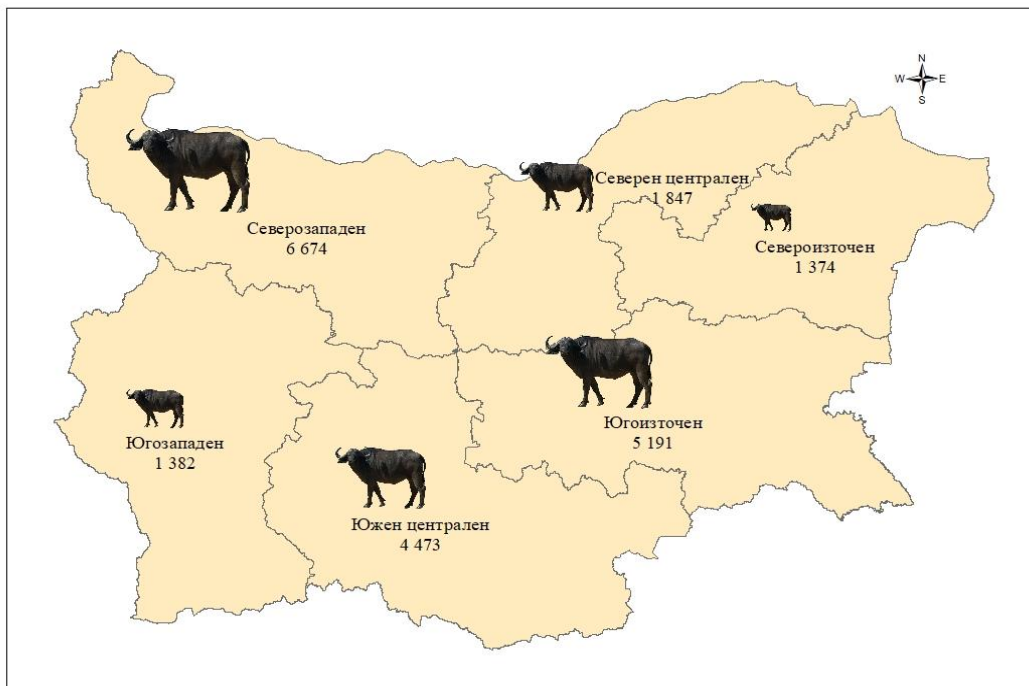 N
W E
S
Северозападен
6 674
Северен централен
1 847
Североизточен
1 374
Югозападен
1 382
Югоизточен
5 191
Южен централен
4 473